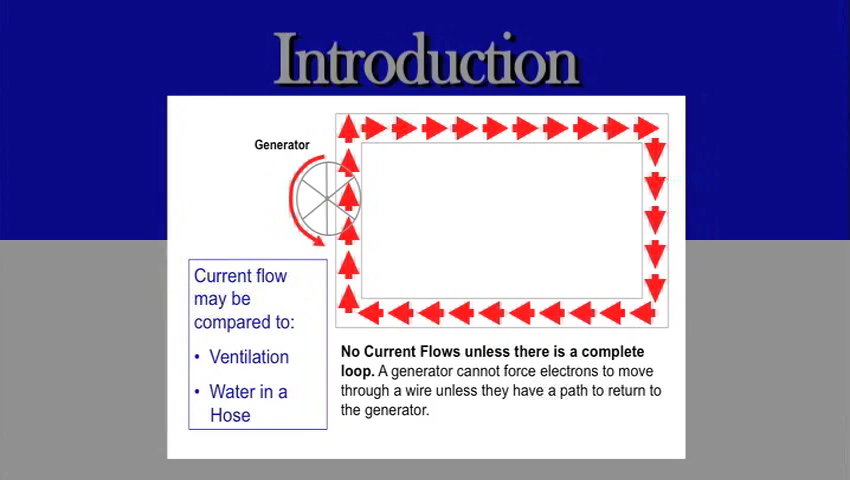 Introduction
Generator
Current flow
may be
compared to:
• Ventilation
• Water in a
Hose
No Current Flows unless there is a complete
loop. A generator cannot force electrons to move
through a wire unless they have a path to return to
the generator.